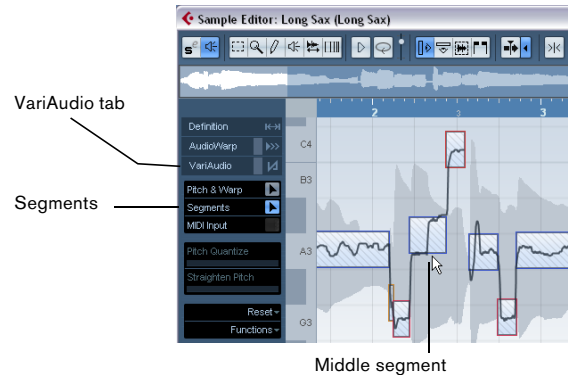 Sample Editor: Long Sax (Long Sax)
VariAudio tab
Segments
Definition
AudioWarp
VariAudio
Pitch & Warp
Segments
MIDI Input
Pitch Quantize
Straighten Pitch
Reset
Functions
2
3
3
C4
B3
A3
G3
Middle segment